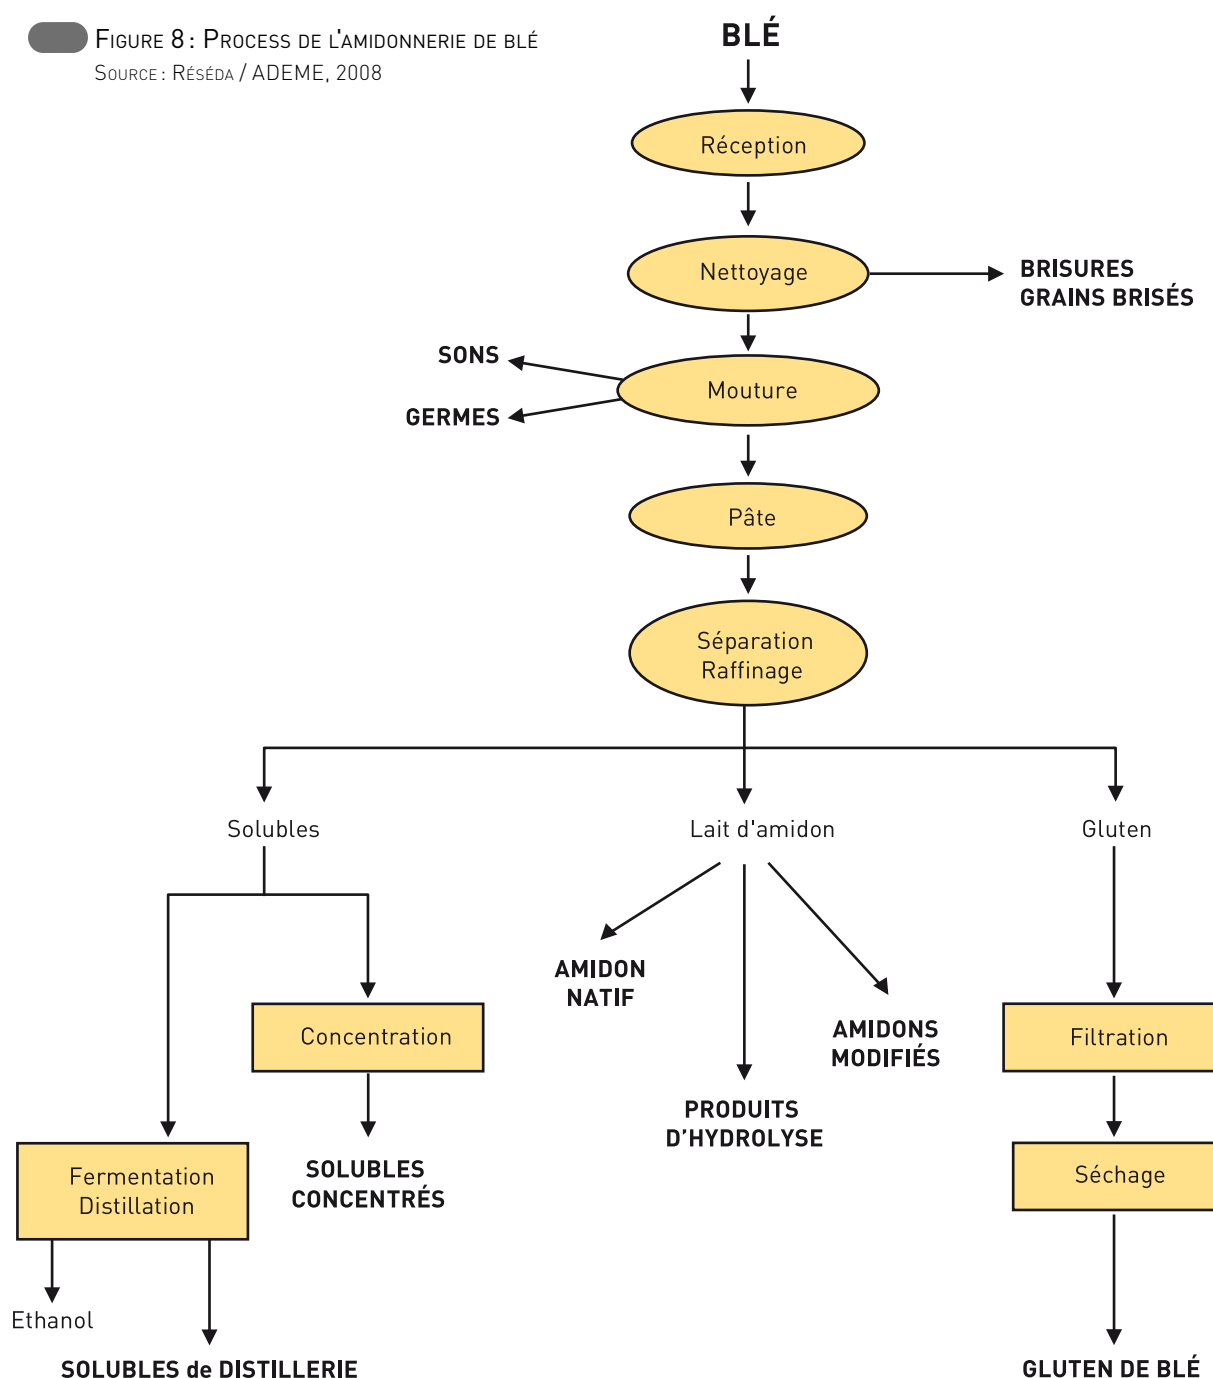 FIGURE 8 : PROCESS DE L'AMIDONNERIE DE BLÉ
SOURCE : RÉSÉDA / ADEME, 2008
BLÉ
Réception
Nettoyage
BRISURES
GRAINS BRISÉS
SONS
GERMES
Mouture
Pâte
Séparation
Raffinage
Solubles
Lait d'amidon
Gluten
AMIDON
NATIF
AMIDONS
MODIFIÉS
PRODUITS
D'HYDROLYSE
Concentration
SOLUBLES
CONCENTRÉS
Fermentation
Distillation
Ethanol
SOLUBLES de DISTILLERIE
Filtration
Séchage
GLUTEN DE BLÉ